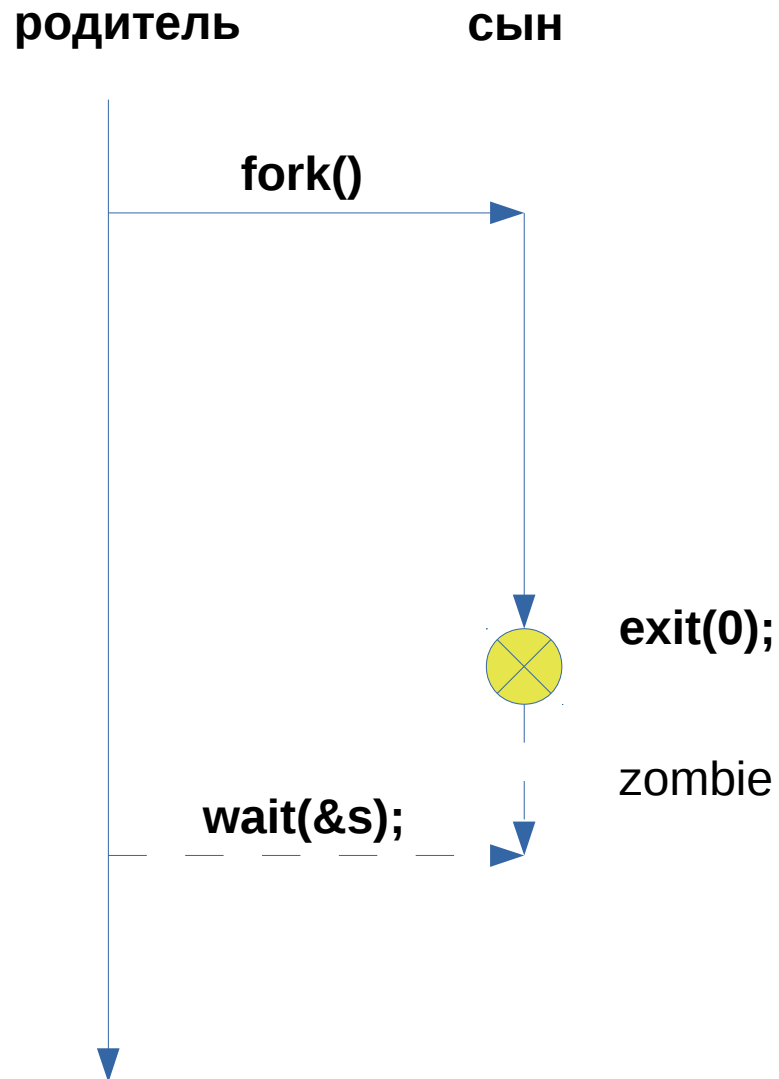 родитель
сын
fork()
exit(0);
zombie
wait(&s);